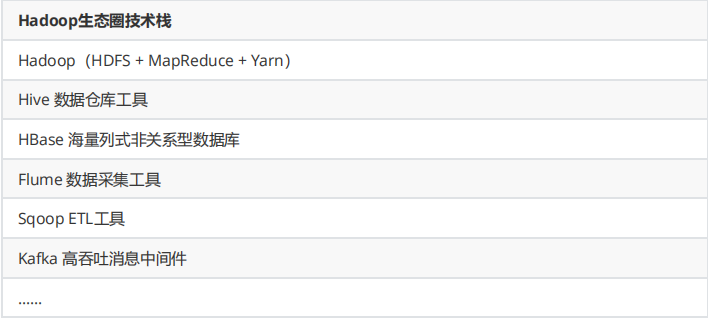 Hadoop生态圈技术栈
Hadoop（HDFS + MapReduce + Yarn）
Hive 数据仓库工具
HBase 海量列式非关系型数据库
Flume 数据采集工具
Sqoop ETL工具
Kafka 高吞吐消息中间件
......